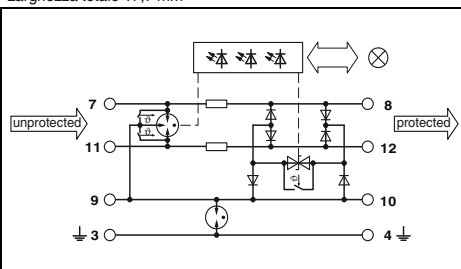 larghezza totale 17,7 mm
7
8
unprotected
protected
ϑ
ϑ
11
12
ϑ
9
10
3
4